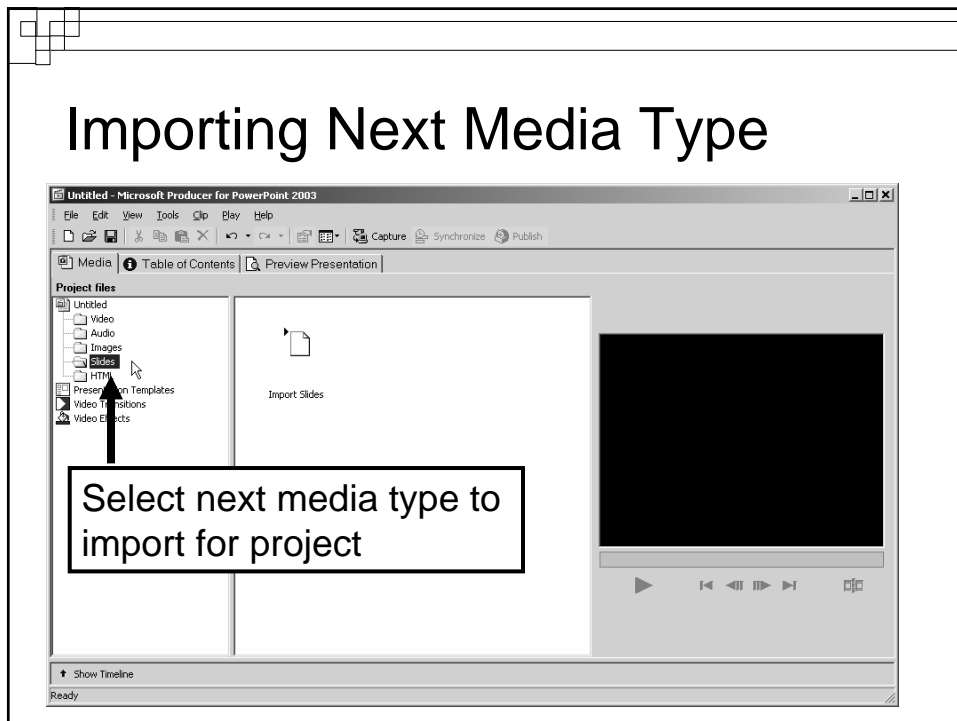 Importing Next Media Type
Untitled - Microsoft Producer for PowerPoint 2003
File Edit View Tools Clip Play Help
Capture Synchronize Publish
Media Table of Contents Preview Presentation
Project files
Untitled
Video
Audio
Images
Slides
HTML
Presentation Templates
Video Transitions
Video Effects
Import Slides
Select next media type to
import for project
Show Timeline
Ready